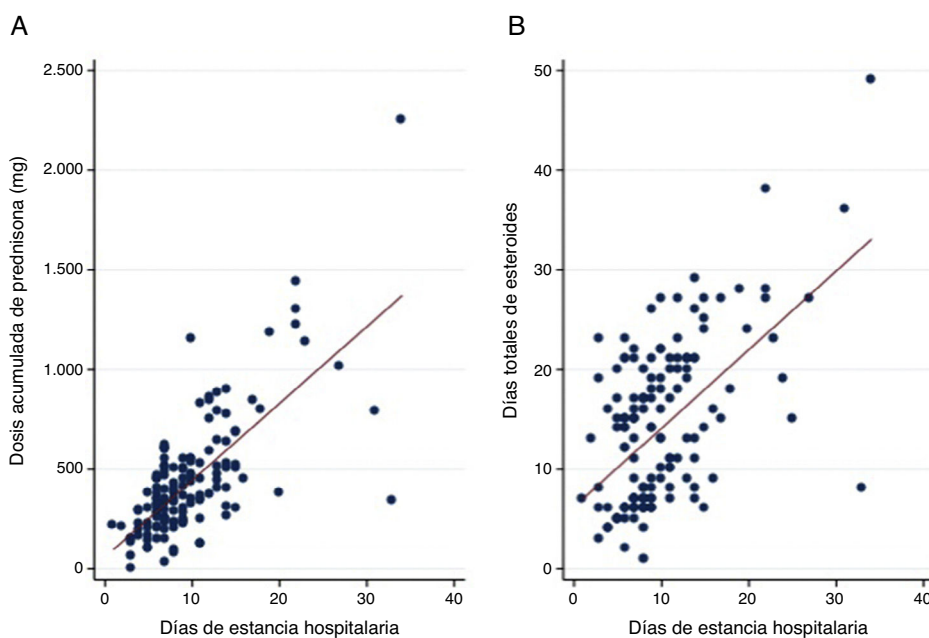 A
Dosis acumulada de prednisona (mg)
2.500
2.000
1.500
1.000
500
0
0 10 20 30 40
Días de estancia hospitalaria
B
Días totales de esteroides
50
40
30
20
10
0
0 10 20 30 40
Días de estancia hospitalaria